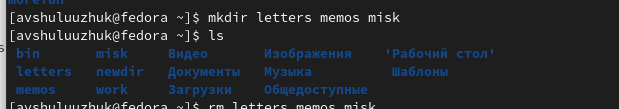 morefun
[avshuluuzhuk@fedora ~]$ mkdir letters memos misk
[avshuluuzhuk@fedora ~]$ ls
bin misk Видео Изображения 'Рабочий стол'
letters newdir Документы Музыка Шаблоны
memos work Загрузки Общедоступные
[avshuluuzhuk@fedora ~]$ rm letters memos misk